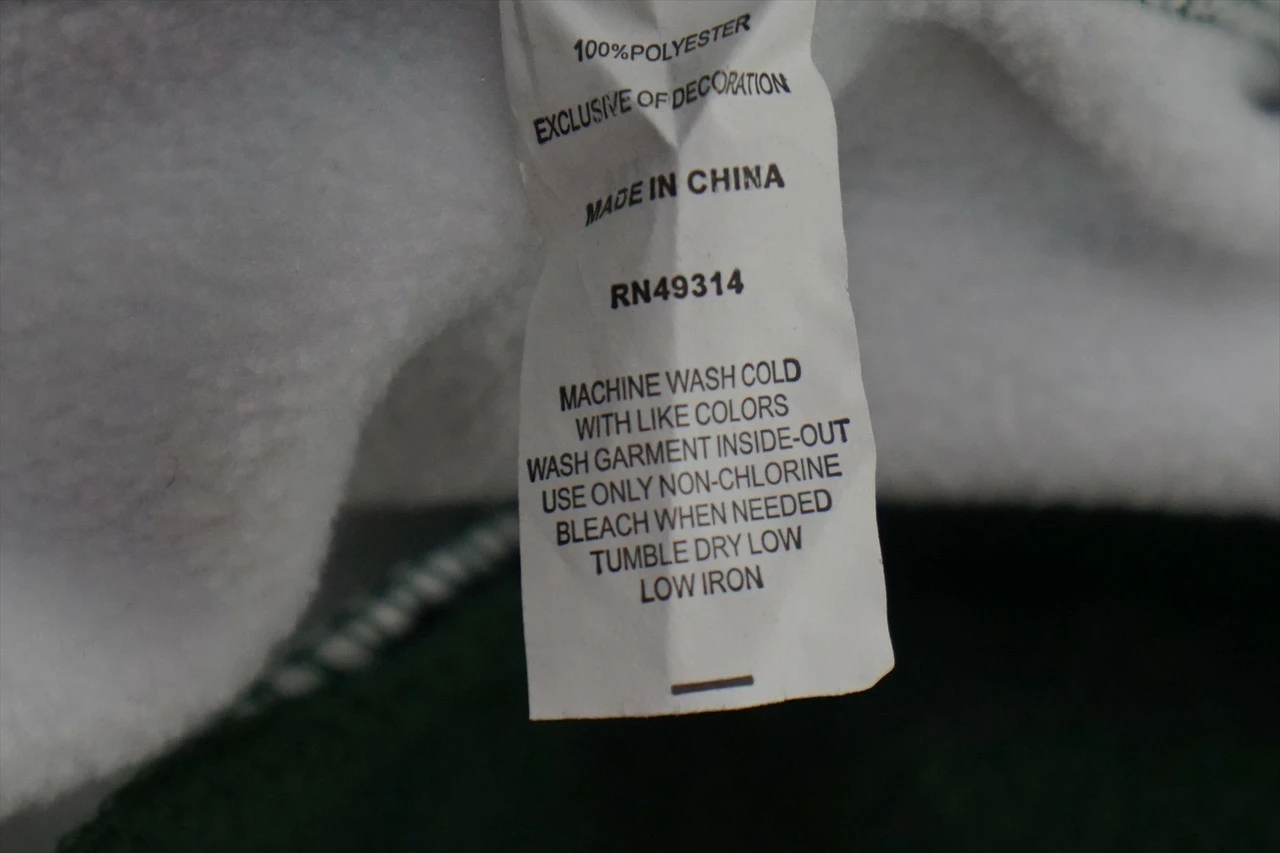 100%POLYESTER
EXCLUSIVE OF DECORATION
MADE IN CHINA
RN49314
MACHINE WASH COLD
WITH LIKE COLORS
WASH GARMENT INSIDE-OUT
USE ONLY NON-CHLORINE
BLEACH WHEN NEEDED
TUMBLE DRY LOW
LOW IRON